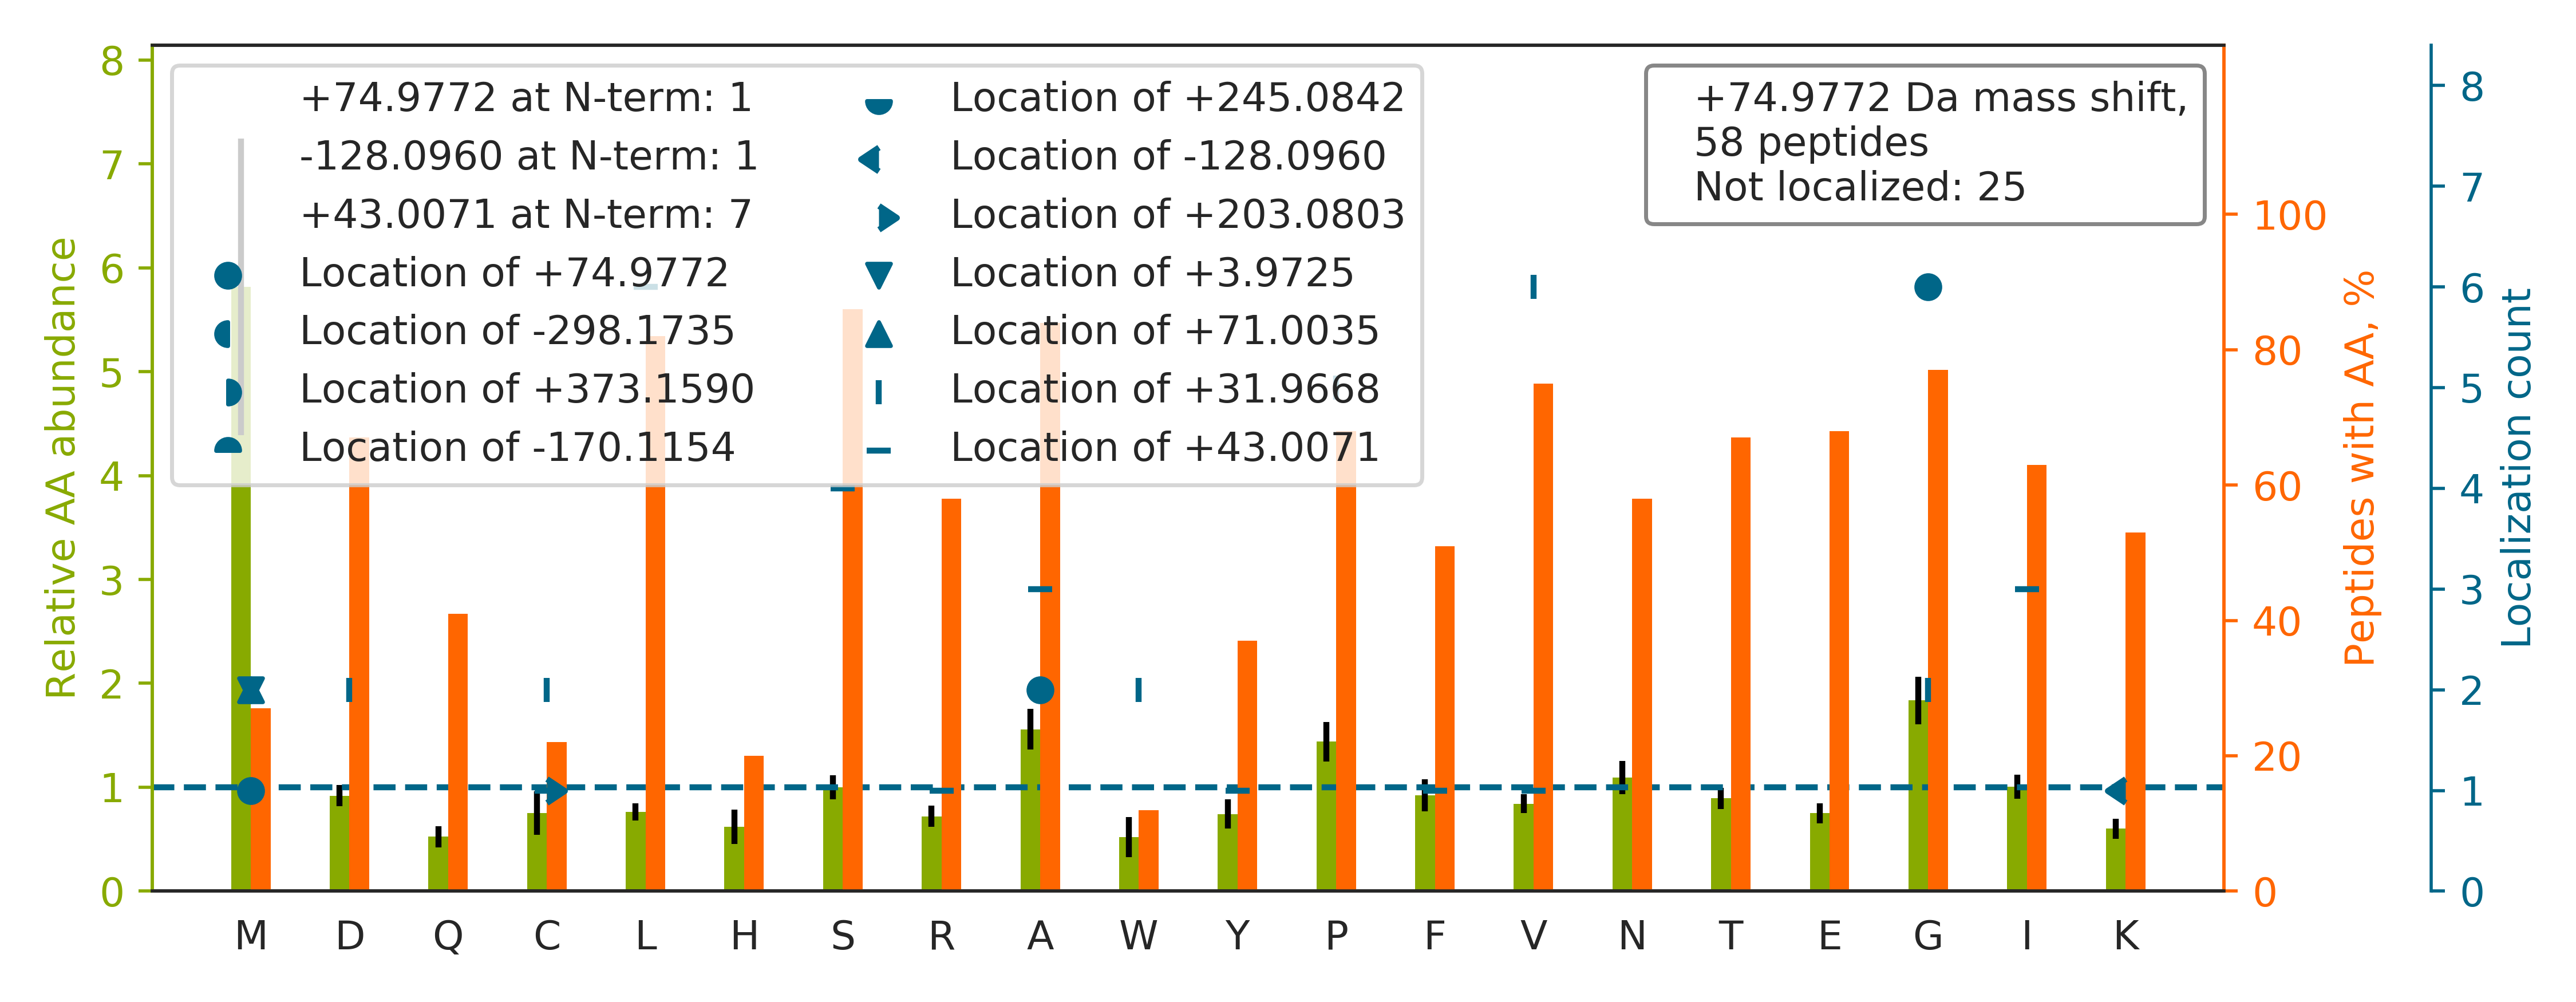 8
7
6
5
4
3
2
1
0
Relative AA abundance
+74.9772 at N-term: 1
-128.0960 at N-term: 1
+43.0071 at N-term: 7
Location of +74.9772
Location of -298.1735
Location of +373.1590
Location of -170.1154
Location of +245.0842
Location of -128.0960
Location of +203.0803
Location of +3.9725
Location of +71.0035
Location of +31.9668
Location of +43.0071
+74.9772 Da mass shift,
58 peptides
Not localized: 25
100
80
60
40
20
0
Peptides with AA, %
8
7
6
5
4
3
2
1
0
Localization count
M D Q C L H S R A W Y P F V N T E G I K